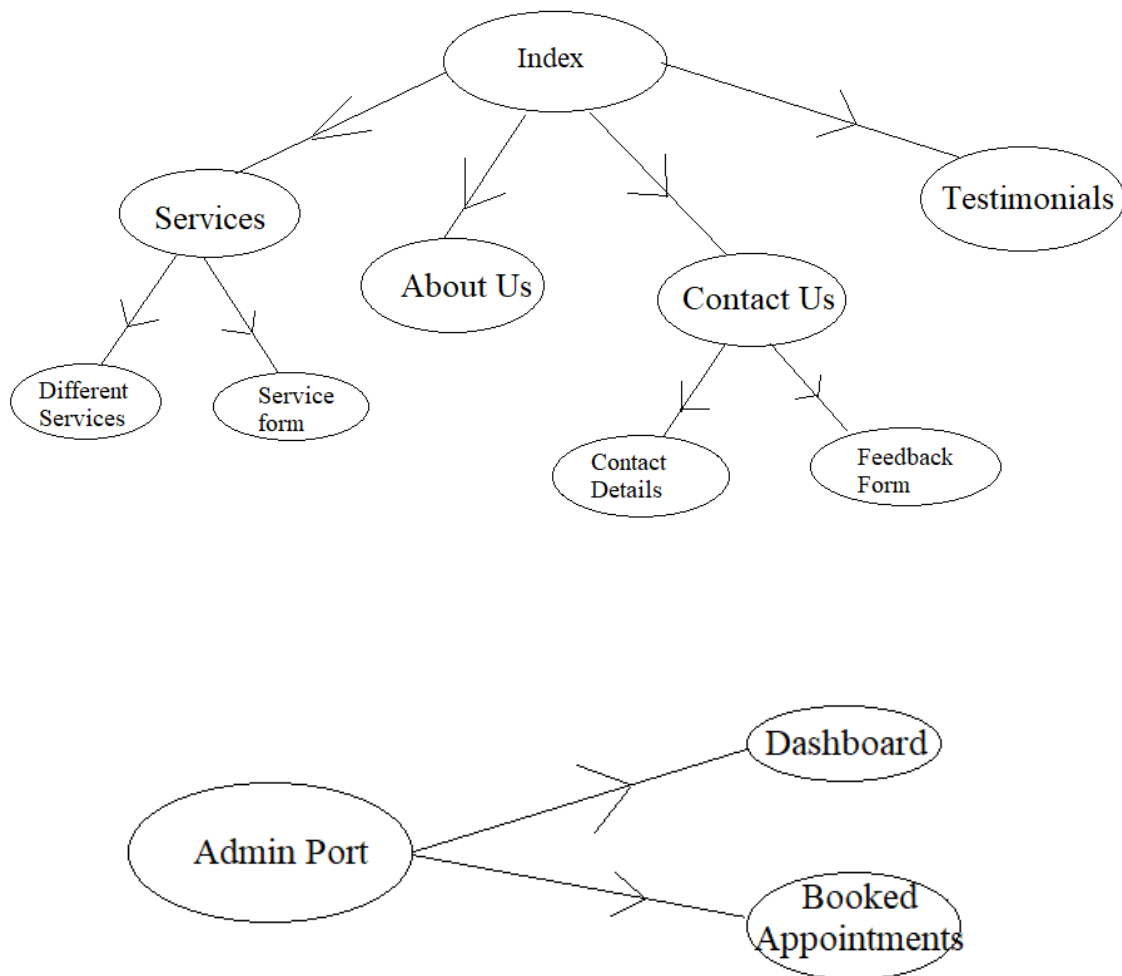 Index
Services
About Us
Contact Us
Testimonials
Different
Services
Service
form
Contact
Details
Feedback
Form
Admin Port
Dashboard
Booked
Appointments